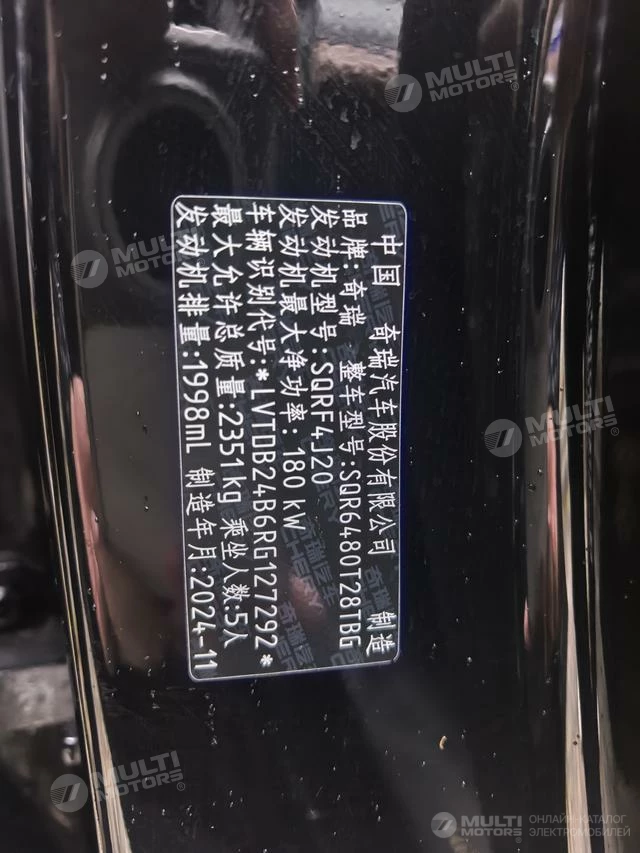 中国 奇瑞汽车股份有限公司 制造
品牌:奇瑞 整车型号:SQR6480T28TBG
发动机型号:SQRF4J20
发动机最大净功率:180 kW
车辆识别代号:*LVTDB24B6RG127292*
最大允许总质量:2351kg 乘坐人数:5人
发动机排量:1998mL 制造年月:2024-11
MULTI MOTORS
MULTI MOTORS
MULTI MOTORS
MULTI MOTORS
MULTI MOTORS
MULTI MOTORS
ОНЛАЙН-КАТАЛОГ
ЭЛЕКТРОМОБИЛЕЙ